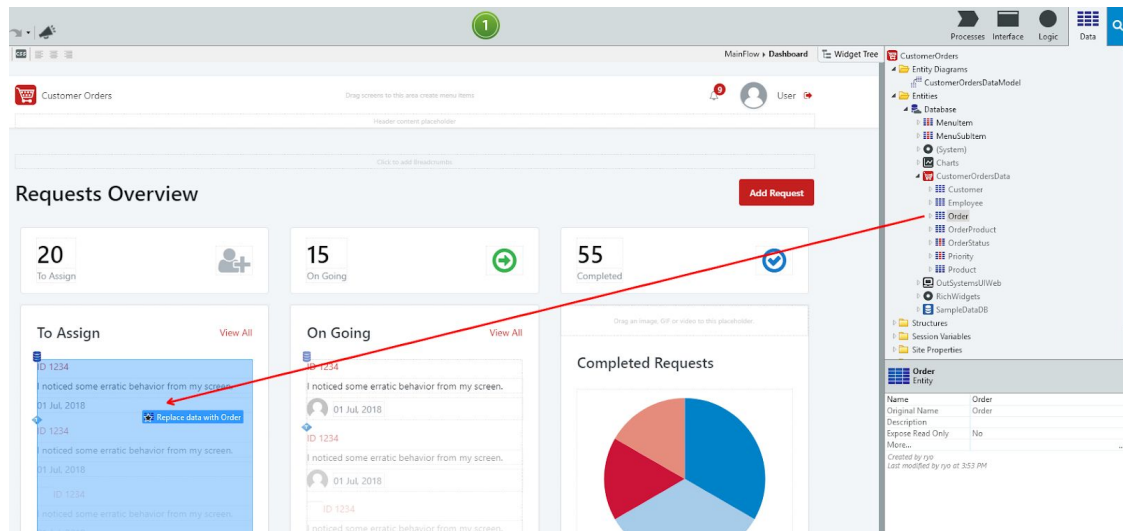 1
Processes
Interface
Logic
Data
CSS
MainFlow ▸ Dashboard
Widget Tree
Customer Orders
Drag screens to this area create menu items
9
User
Header content placeholder
Click to add Breadcrumbs
Requests Overview
Add Request
20
To Assign
15
On Going
55
Completed
To Assign
View All
ID 1234
I noticed some erratic behavior from my screen.
01 Jul, 2018
Replace data with Order
ID 1234
I noticed some erratic behavior from my screen.
01 Jul, 2018
ID 1234
I noticed some erratic behavior from my screen.
On Going
View All
ID 1234
I noticed some erratic behavior from my screen.
01 Jul, 2018
ID 1234
I noticed some erratic behavior from my screen.
01 Jul, 2018
ID 1234
I noticed some erratic behavior from my screen.
Drag an image, GIF or video to this placeholder.
Completed Requests
CustomerOrders
Entity Diagrams
CustomerOrdersDataModel
Entities
Database
MenuItem
MenuSubItem
(System)
Charts
CustomerOrdersData
Customer
Employee
Order
OrderProduct
OrderStatus
Priority
Product
OutSystemsUIWeb
RichWidgets
SampleDataDB
Structures
Session Variables
Site Properties
Order
Entity
Name Order
Original Name Order
Description
Expose Read Only No
More... ...
Created by ryo
Last modified by ryo at 3:53 PM